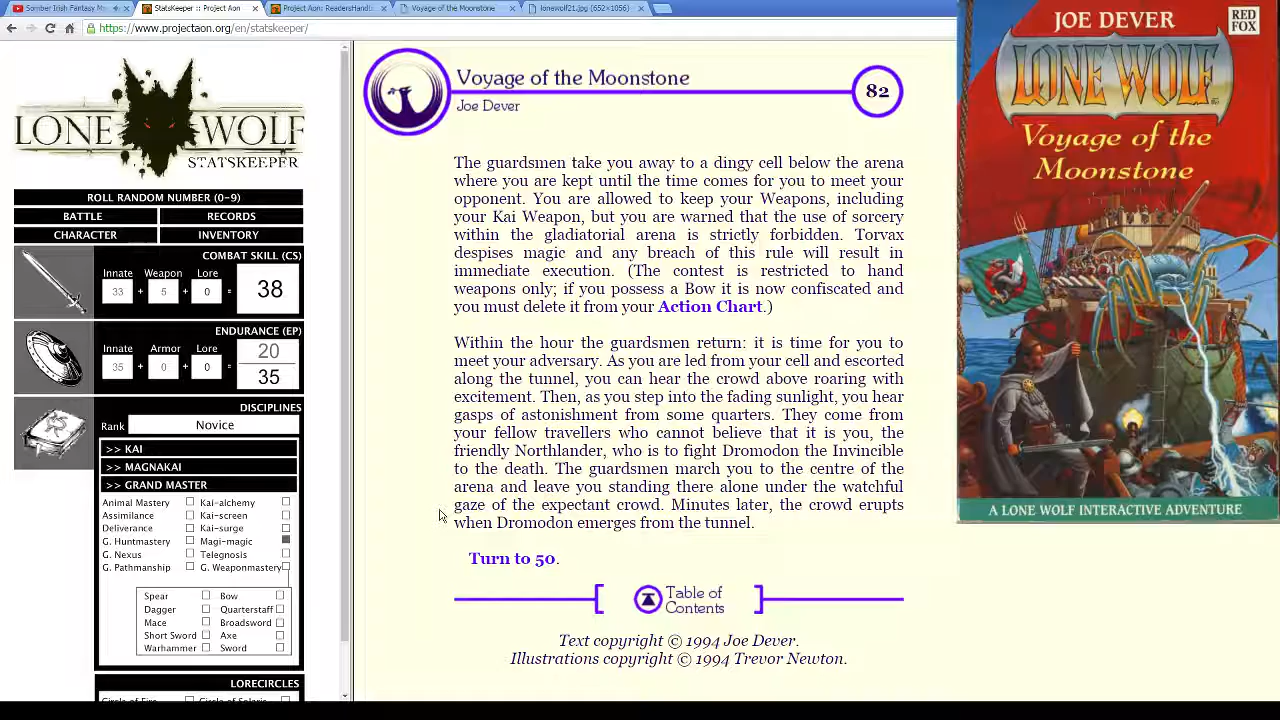 Somber Irish Fantasy M
StatsKeeper :: Project Aon
Project Aon: ReadersHandb
Voyage of the Moonstone
lonewolf21.jpg (652×1056)
https://www.projectaon.org/en/statskeeper/
LONE WOLF
STATSKEEPER
ROLL RANDOM NUMBER (0-9)
BATTLE RECORDS
CHARACTER INVENTORY
COMBAT SKILL (CS)
Innate Weapon Lore
33 + 5 + 0 = 38
ENDURANCE (EP)
Innate Armor Lore
35 + 0 + 0 = 20
35
DISCIPLINES
Rank Novice
>> KAI
>> MAGNAKAI
>> GRAND MASTER
Animal Mastery Kai-alchemy
Assimilance Kai-screen
Deliverance Kai-surge
G. Huntmastery Magi-magic
G. Nexus Telegnosis
G. Pathmanship G. Weaponmastery
Spear Bow
Dagger Quarterstaff
Mace Broadsword
Short Sword Axe
Warhammer Sword
LORECIRCLES
Circle of Fire Circle of Solaris
Voyage of the Moonstone
Joe Dever
82
The guardsmen take you away to a dingy cell below the arena
where you are kept until the time comes for you to meet your
opponent. You are allowed to keep your Weapons, including
your Kai Weapon, but you are warned that the use of sorcery
within the gladiatorial arena is strictly forbidden. Torvax
despises magic and any breach of this rule will result in
immediate execution. (The contest is restricted to hand
weapons only; if you possess a Bow it is now confiscated and
you must delete it from your Action Chart.)
Within the hour the guardsmen return: it is time for you to
meet your adversary. As you are led from your cell and escorted
along the tunnel, you can hear the crowd above roaring with
excitement. Then, as you step into the fading sunlight, you hear
gasps of astonishment from some quarters. They come from
your fellow travellers who cannot believe that it is you, the
friendly Northlander, who is to fight Dromodon the Invincible
to the death. The guardsmen march you to the centre of the
arena and leave you standing there alone under the watchful
gaze of the expectant crowd. Minutes later, the crowd erupts
when Dromodon emerges from the tunnel.
Turn to 50.
Table of
Contents
Text copyright © 1994 Joe Dever.
Illustrations copyright © 1994 Trevor Newton.
JOE DEVER
RED
FOX
LONE WOLF
Voyage of the
Moonstone
A LONE WOLF INTERACTIVE ADVENTURE